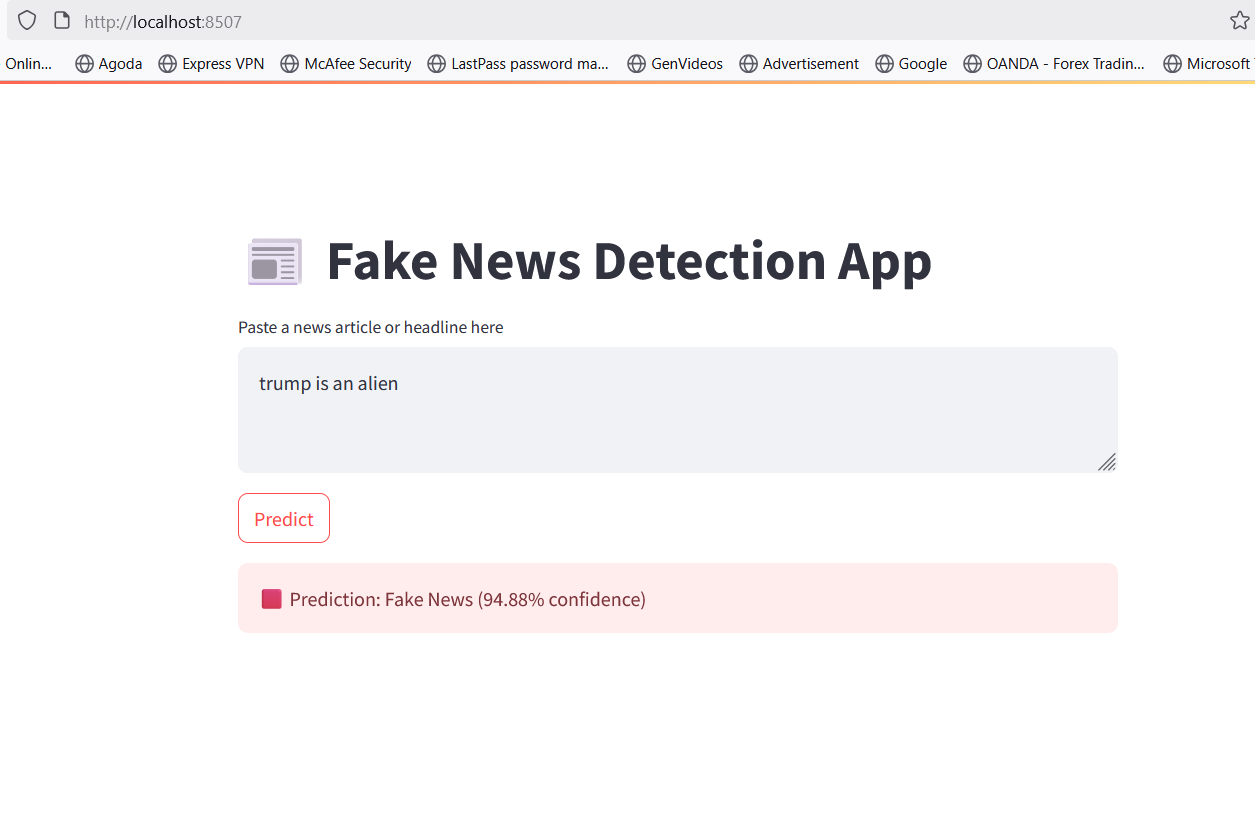 http://localhost:8507
Onlin... Agoda Express VPN McAfee Security LastPass password ma... GenVideos Advertisement Google OANDA - Forex Tradin... Microsoft
Fake News Detection App
Paste a news article or headline here
trump is an alien
Predict
Prediction: Fake News (94.88% confidence)